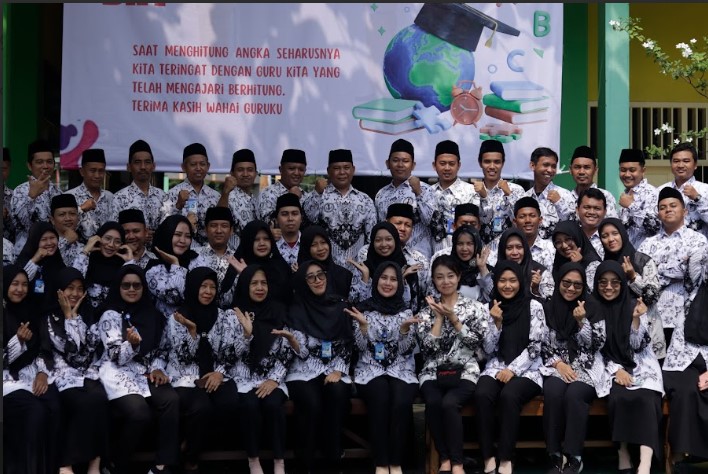 SAAT MENGHITUNG ANGKA SEHARUSNYA
KITA TERINGAT DENGAN GURU KITA YANG
TELAH MENGAJARI BERHITUNG.
TERIMA KASIH WAHAI GURUKU
B
C